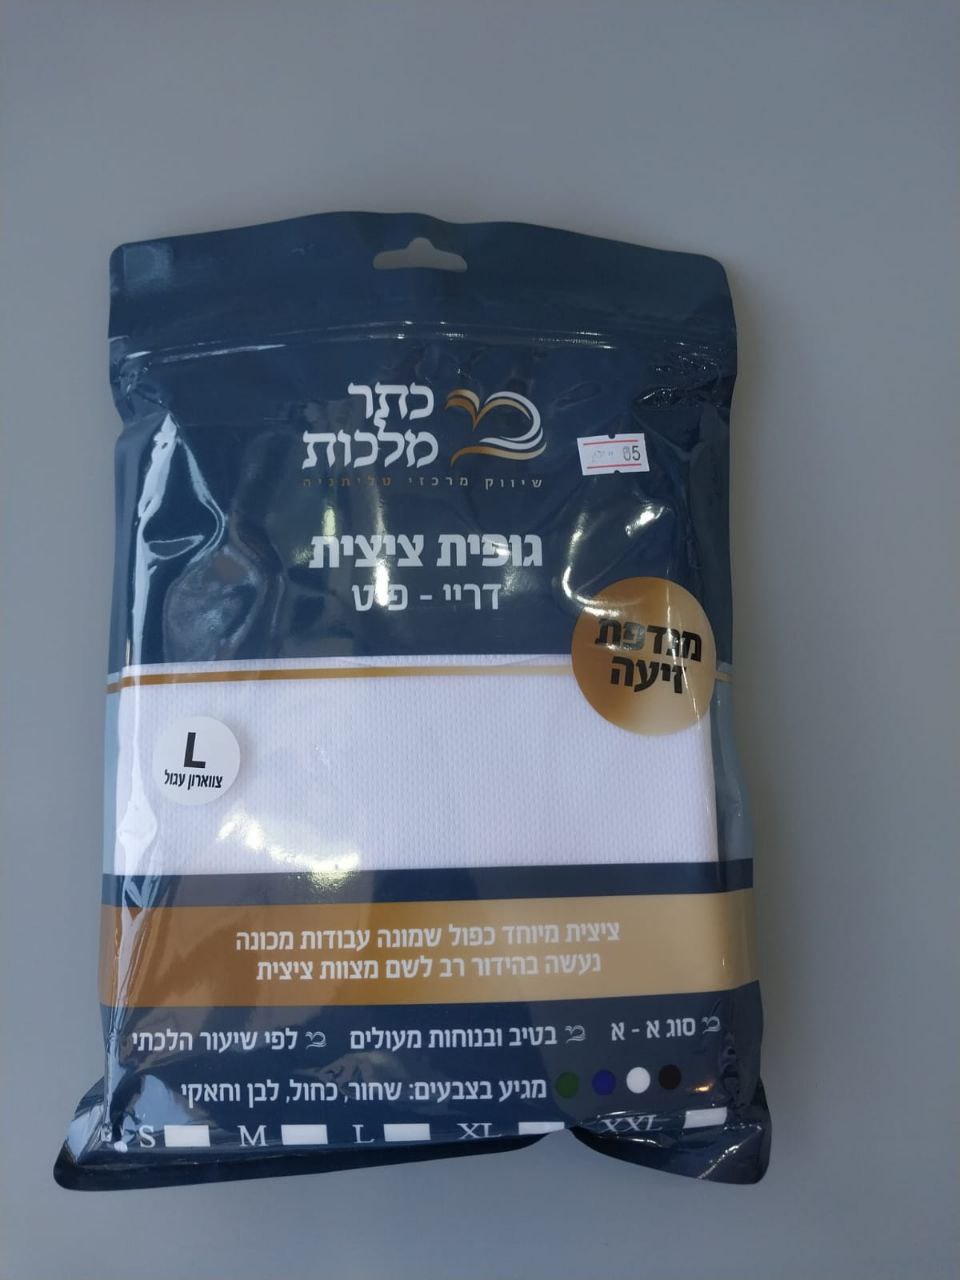 כתר
מלכות
שיווק מרכזי טליתניה
גופית ציצית
דריי - פיט
מנדפת
זיעה
L
צווארון עגול
ציצית מיוחד כפול שמונה עבודות מכונה
נעשה בהידור רב לשם מצוות ציצית
סוג א - א בטיב ובנוחות מעולים לפי שיעור הלכתי
מגיע בצבעים: שחור, כחול, לבן וחאקי
S M L XL XXL